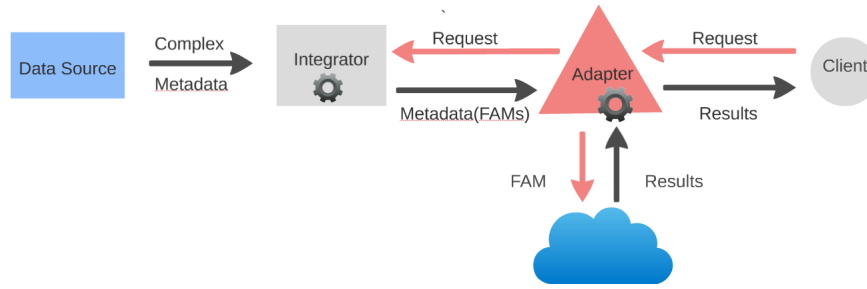 `
Complex
Request
Request
Integrator
Data Source
Adapter
Client
Metadata
Metadata(FAMs)
Results
FAM
Results